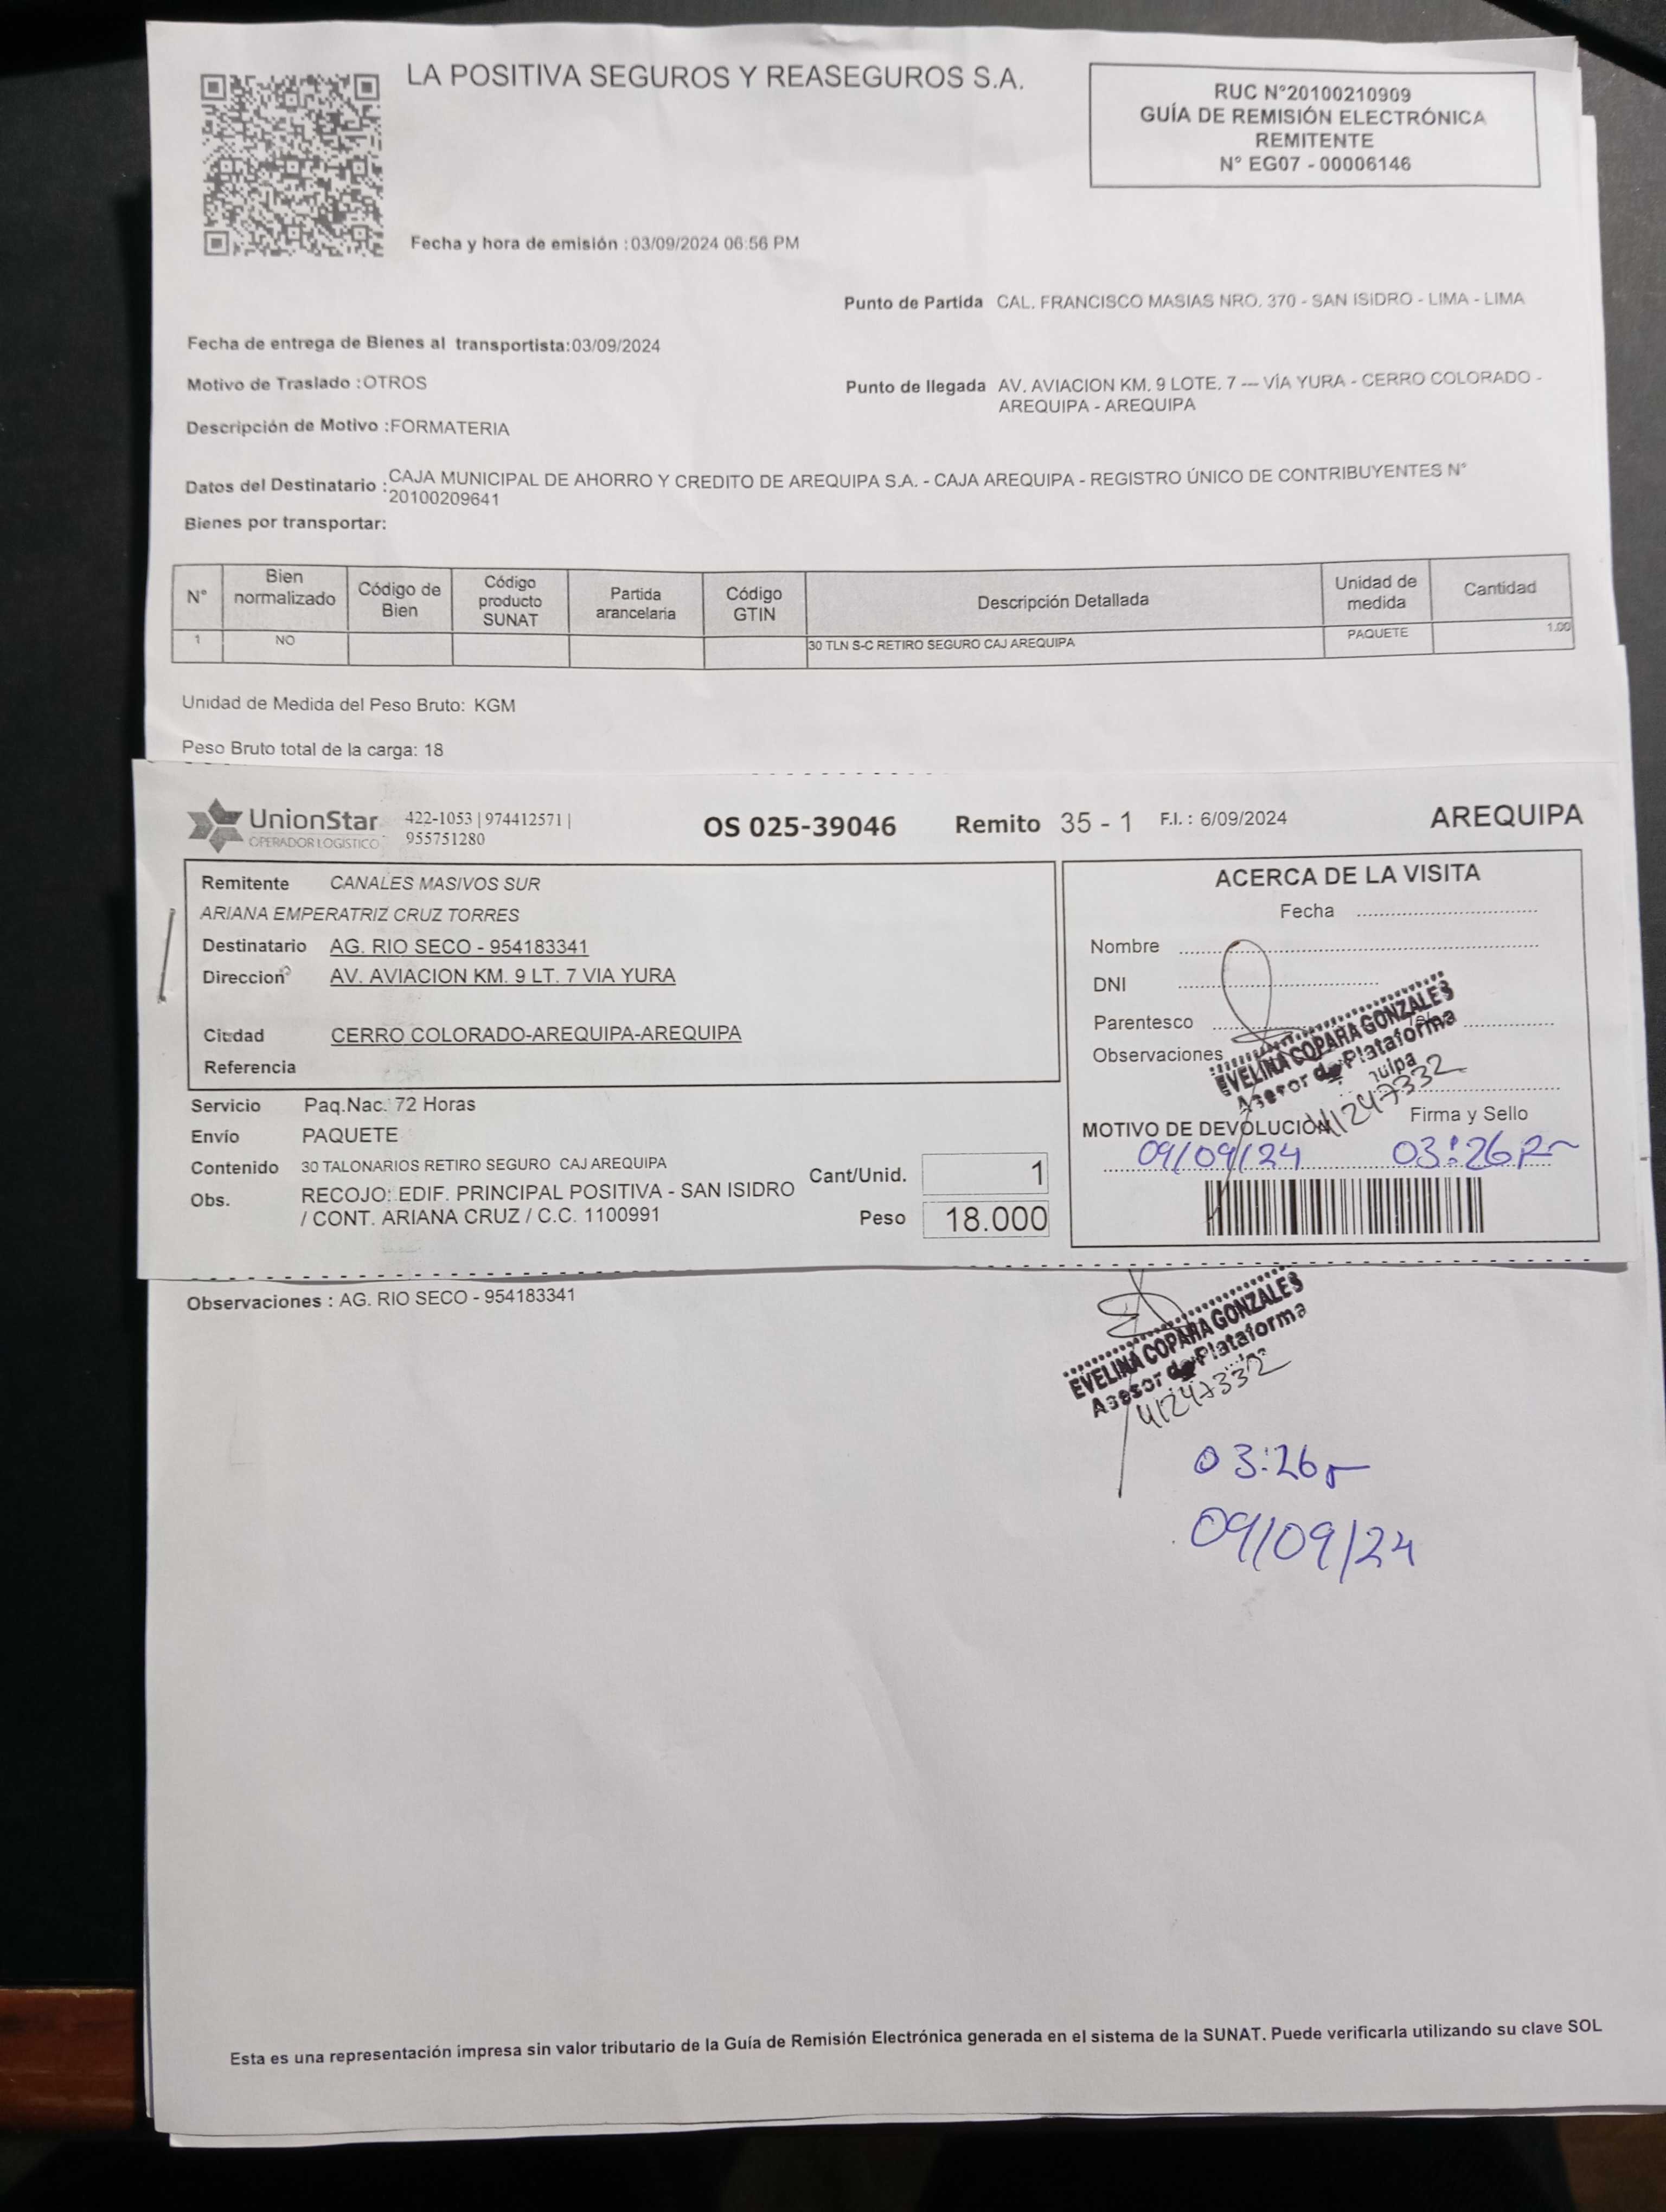 LA POSITIVA SEGUROS Y REASEGUROS S.A.
RUC N°20100210909
GUÍA DE REMISIÓN ELECTRÓNICA
REMITENTE
N° EG07 - 00006146
Fecha y hora de emisión :03/09/2024 06:56 PM
Punto de Partida CAL. FRANCISCO MASIAS NRO. 370 - SAN ISIDRO - LIMA - LIMA
Fecha de entrega de Bienes al transportista:03/09/2024
Motivo de Traslado :OTROS
Punto de llegada AV. AVIACION KM. 9 LOTE. 7 --- VÍA YURA - CERRO COLORADO -
AREQUIPA - AREQUIPA
Descripción de Motivo :FORMATERIA
Datos del Destinatario : CAJA MUNICIPAL DE AHORRO Y CREDITO DE AREQUIPA S.A. - CAJA AREQUIPA - REGISTRO ÚNICO DE CONTRIBUYENTES N°
20100209641
Bienes por transportar:
N° Bien normalizado Código de Bien Código producto SUNAT Partida arancelaria Código GTIN Descripción Detallada Unidad de medida Cantidad
1 NO 30 TLN S-C RETIRO SEGURO CAJ AREQUIPA PAQUETE 1.00
Unidad de Medida del Peso Bruto: KGM
Peso Bruto total de la carga: 18
UnionStar
OPERADOR LOGISTICO
422-1053 | 974412571 |
955751280
OS 025-39046 Remito 35 - 1 F.I. : 6/09/2024 AREQUIPA
Remitente CANALES MASIVOS SUR
ARIANA EMPERATRIZ CRUZ TORRES
Destinatario AG. RIO SECO - 954183341
Direccion AV. AVIACION KM. 9 LT. 7 VIA YURA
Ciudad CERRO COLORADO-AREQUIPA-AREQUIPA
Referencia
Servicio Paq.Nac. 72 Horas
Envío PAQUETE
Contenido 30 TALONARIOS RETIRO SEGURO CAJ AREQUIPA
Obs. RECOJO: EDIF. PRINCIPAL POSITIVA - SAN ISIDRO
/ CONT. ARIANA CRUZ / C.C. 1100991
Cant/Unid. 1
Peso 18.000
ACERCA DE LA VISITA
Fecha
Nombre
DNI
Parentesco
Observaciones
EVELINA COPARA GONZALES
Asesor de Plataforma
41247332
Firma y Sello
MOTIVO DE DEVOLUCION
09/09/24 03:26 P
Observaciones : AG. RIO SECO - 954183341
EVELINA COPARA GONZALES
Asesor de Plataforma
41247332
03:26
09/09/24
Esta es una representación impresa sin valor tributario de la Guía de Remisión Electrónica generada en el sistema de la SUNAT. Puede verificarla utilizando su clave SOL